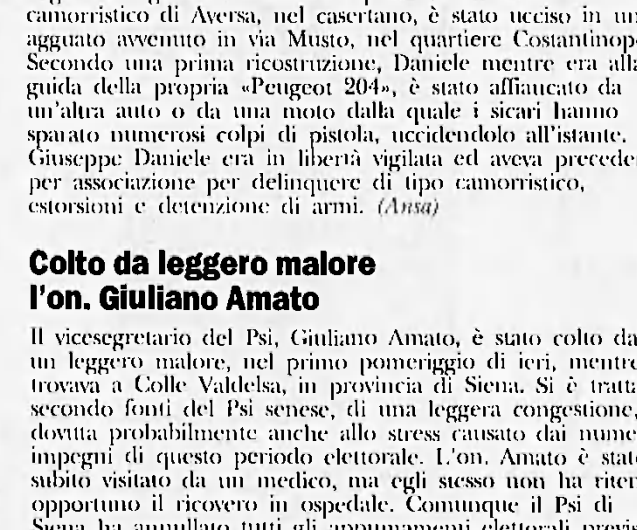 camorristico di Aversa, nel casertano, è stato ucciso in un
agguato avvenuto in via Musto, nel quartiere Costantinop
Secondo una prima ricostruzione, Daniele mentre era alla
guida della propria «Peugeot 204», è stato affiancato da
un'altra auto o da una moto dalla quale i sicari hanno
sparato numerosi colpi di pistola, uccidendolo all'istante.
Giuseppe Daniele era in libertà vigilata ed aveva precede
per associazione per delinquere di tipo camorristico,
estorsioni e detenzione di armi. (Ansa)
Colto da leggero malore
l'on. Giuliano Amato
Il vicesegretario del Psi, Giuliano Amato, è stato colto da
un leggero malore, nel primo pomeriggio di ieri, mentre
trovava a Colle Valdelsa, in provincia di Siena. Si è tratta
secondo fonti del Psi senese, di una leggera congestione,
dovuta probabilmente anche allo stress causato dai nume
impegni di questo periodo elettorale. L'on. Amato è stat
subito visitato da un medico, ma egli stesso non ha riten
opportuno il ricovero in ospedale. Comunque il Psi di
Siena ha annullato tutti gli appuntamenti elettorali previs